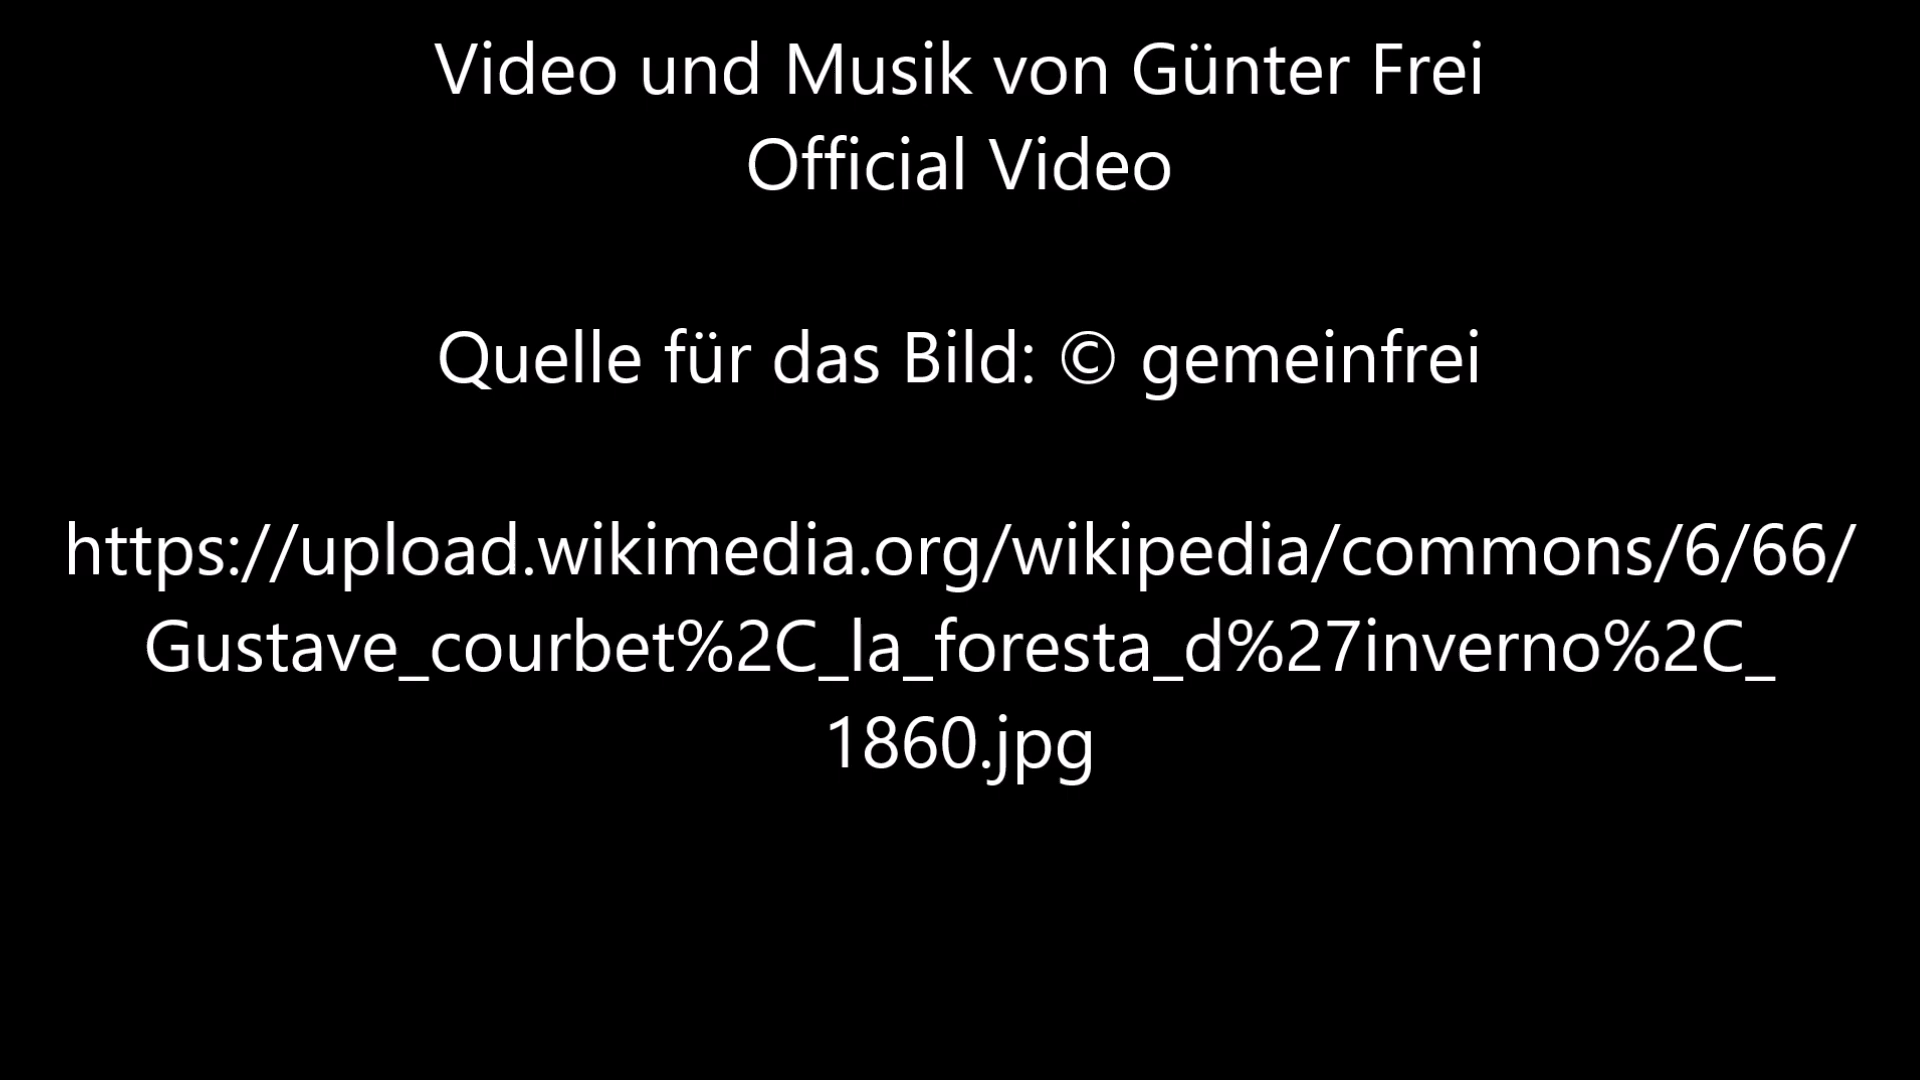 Video und Musik von Günter Frei
Official Video
Quelle für das Bild: © gemeinfrei
https://upload.wikimedia.org/wikipedia/commons/6/66/
Gustave_courbet%2C_la_foresta_d%27inverno%2C_
1860.jpg